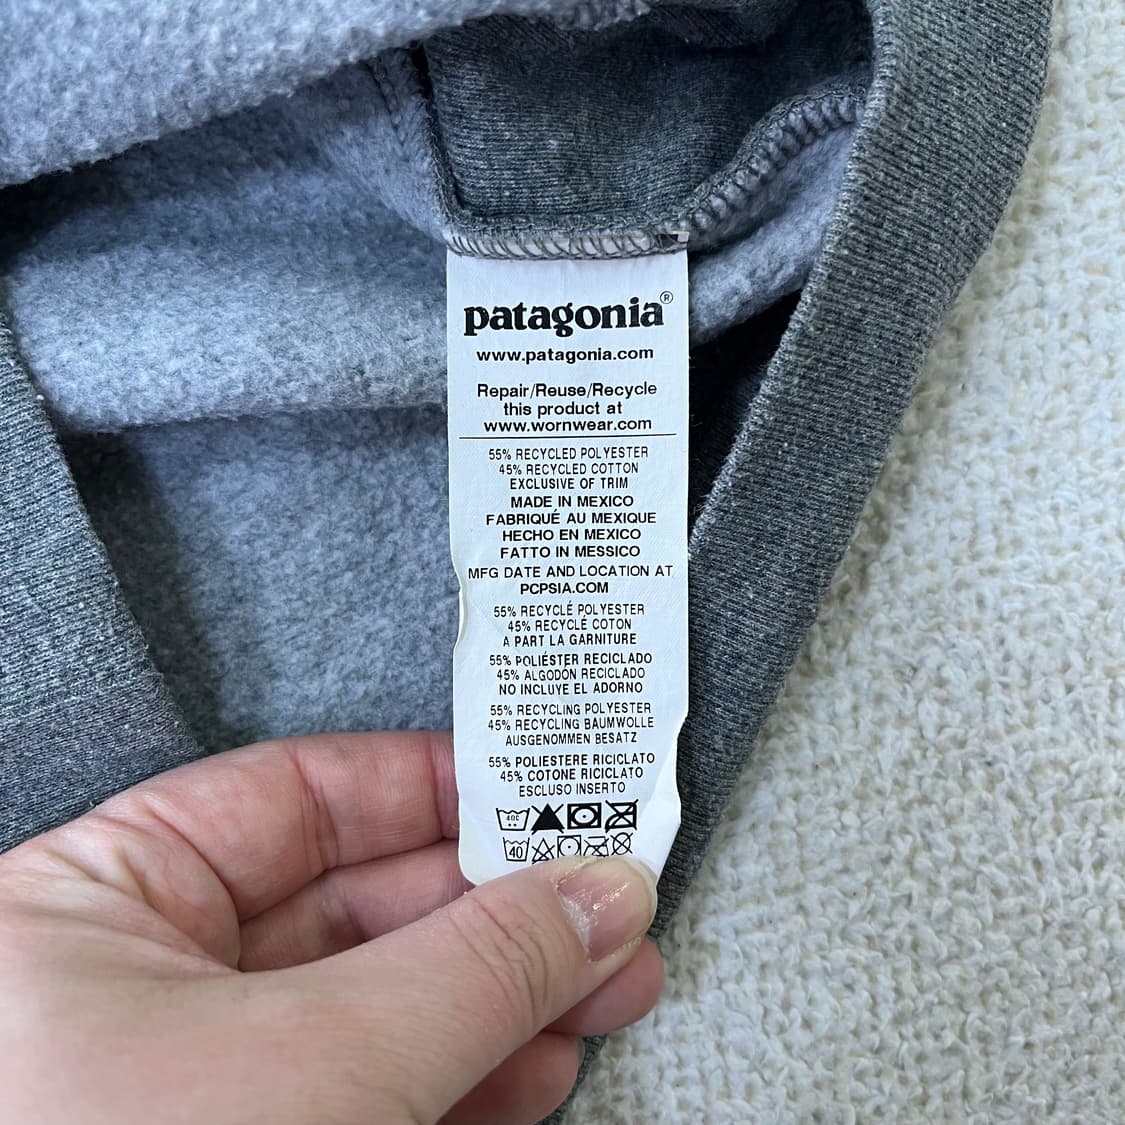 patagonia®
www.patagonia.com
Repair/Reuse/Recycle
this product at
www.wornwear.com
55% RECYCLED POLYESTER
45% RECYCLED COTTON
EXCLUSIVE OF TRIM
MADE IN MEXICO
FABRIQUÉ AU MEXIQUE
HECHO EN MEXICO
FATTO IN MESSICO
MFG DATE AND LOCATION AT
PCPSIA.COM
55% RECYCLÉ POLYESTER
45% RECYCLÉ COTON
A PART LA GARNITURE
55% POLIÉSTER RECICLADO
45% ALGODÓN RECICLADO
NO INCLUYE EL ADORNO
55% RECYCLING POLYESTER
45% RECYCLING BAUMWOLLE
AUSGENOMMEN BESATZ
55% POLIESTERE RICICLATO
45% COTONE RICICLATO
ESCLUSO INSERTO
40C
40